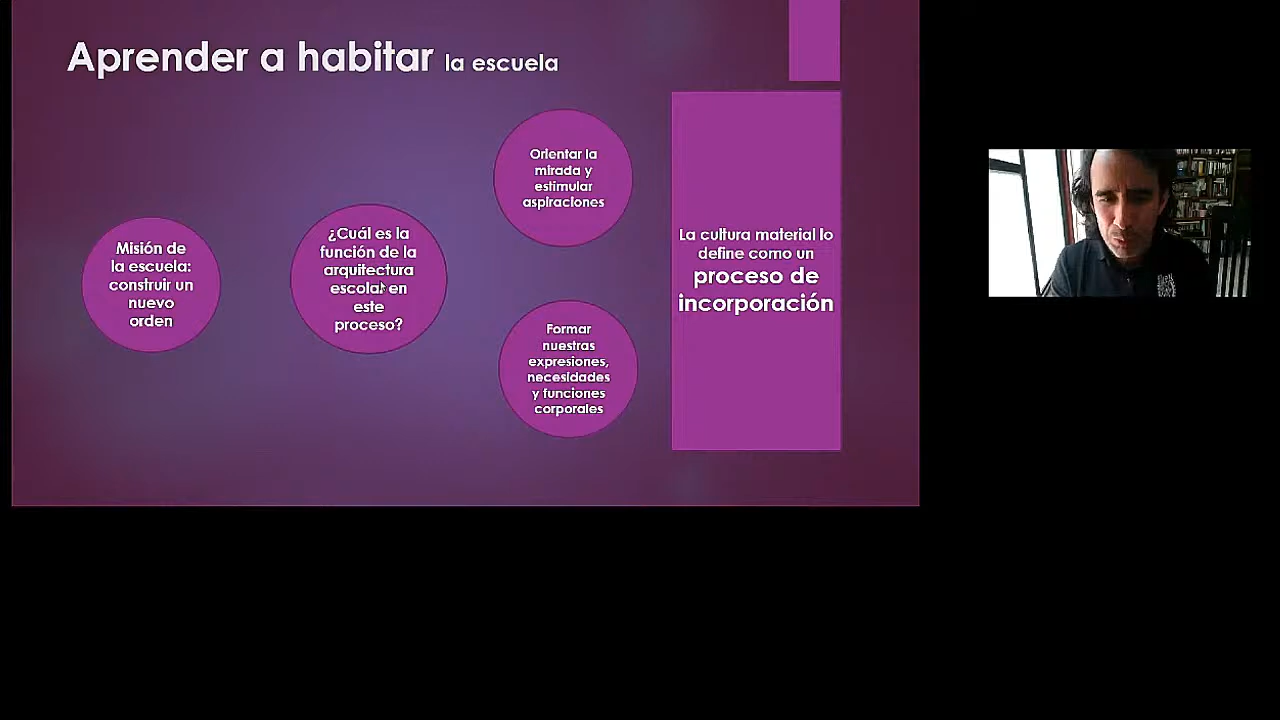 Aprender a habitar la escuela
Misión de
la escuela:
construir un
nuevo
orden
¿Cuál es la
función de la
arquitectura
escolar en
este
proceso?
Orientar la
mirada y
estimular
aspiraciones
Formar
nuestras
expresiones,
necesidades
y funciones
corporales
La cultura material lo
define como un
proceso de
incorporación